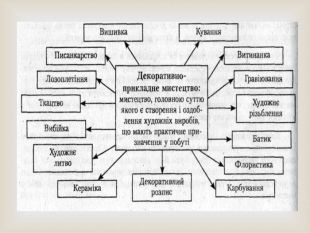 Вишивка
Кування
Писанкарство
Витинанка
Лозоплетіння
Гравіювання
Ткацтво
Художнє
різьблення
Вибійка
Батик
Художнє
литво
Флористика
Кераміка
Декоративний
розпис
Карбування
Декоративно-
прикладне мистецтво:
мистецтво, головною суттю
якого є створення і оздоб-
лення художніх виробів,
що мають практичне при-
значення у побуті